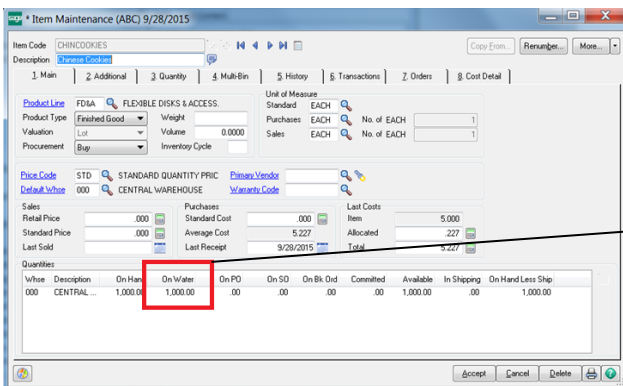 sage * Item Maintenance (ABC) 9/28/2015
Item Code CHINCOOKIES Copy From... Renumber... More...
Description Chinese Cookies
1. Main 2. Additional 3. Quantity 4. Multi-Bin 5. History 6. Transactions 7. Orders 8. Cost Detail
Unit of Measure
Product Line FD&A FLEXIBLE DISKS & ACCESS. Standard EACH
Product Type Finished Good Weight Purchases EACH No. of EACH 1
Valuation Lot Volume 0.0000 Sales EACH No. of EACH 1
Procurement Buy Inventory Cycle
Price Code STD STANDARD QUANTITY PRIC Primary Vendor
Default Whse 000 CENTRAL WAREHOUSE Warranty Code
Sales Purchases Last Costs
Retail Price .000 Standard Cost .000 Item 5.000
Standard Price .000 Average Cost 5.227 Allocated .227
Last Sold Last Receipt 9/28/2015 Total 5.227
Quantities
Whse Description On Han On Water On PO On SO On Bk Ord Committed Available In Shipping On Hand Less Ship
000 CENTRAL ... 1,000.00 1,000.00 .00 .00 .00 .00 1,000.00 .00 1,000.00
Accept Cancel Delete